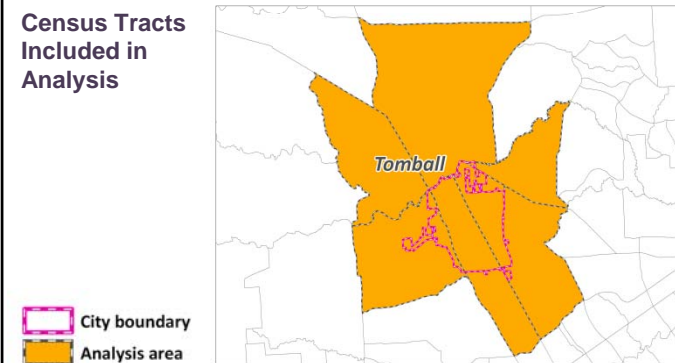 Census Tracts
Included in
Analysis
Tomball
City boundary
Analysis area